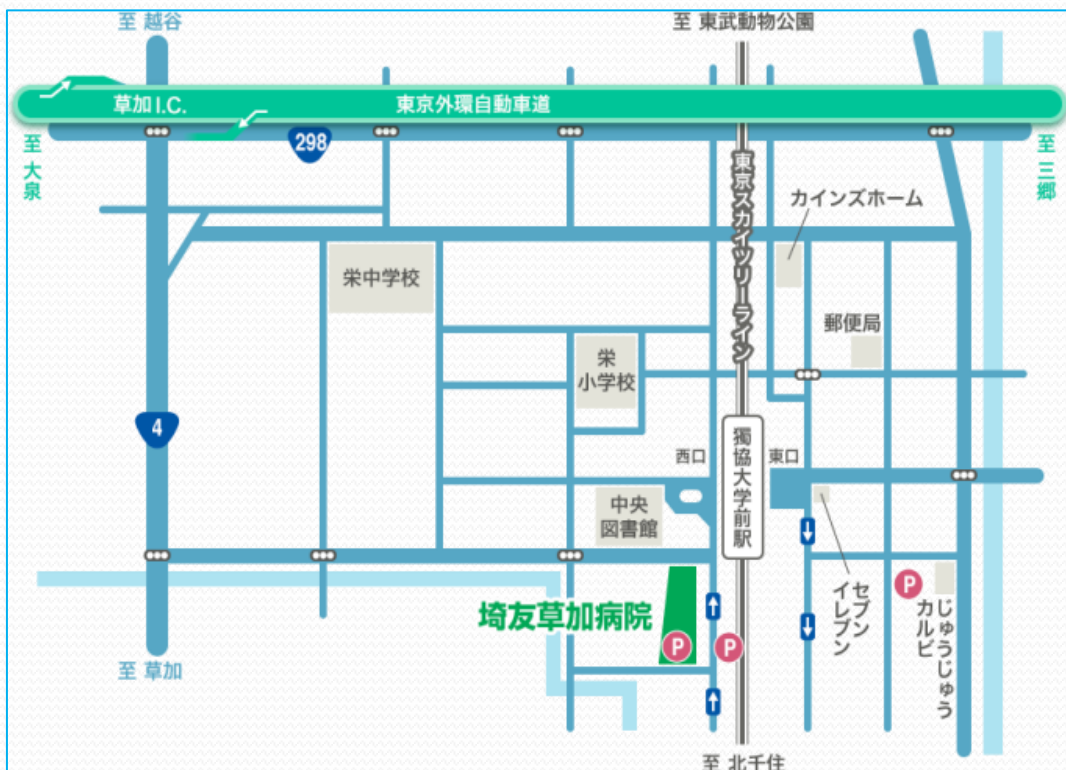 至 越谷
至 東武動物公園
草加I.C.
東京外環自動車道
298
至 大泉
至 三郷
東京スカイツリーライン
カインズホーム
栄中学校
郵便局
栄
小学校
4
西口
獨協大学前駅
東口
中央
図書館
セブン
イレブン
P
じゅうじゅう
カルビ
埼友草加病院
P
P
至 草加
至 北千住